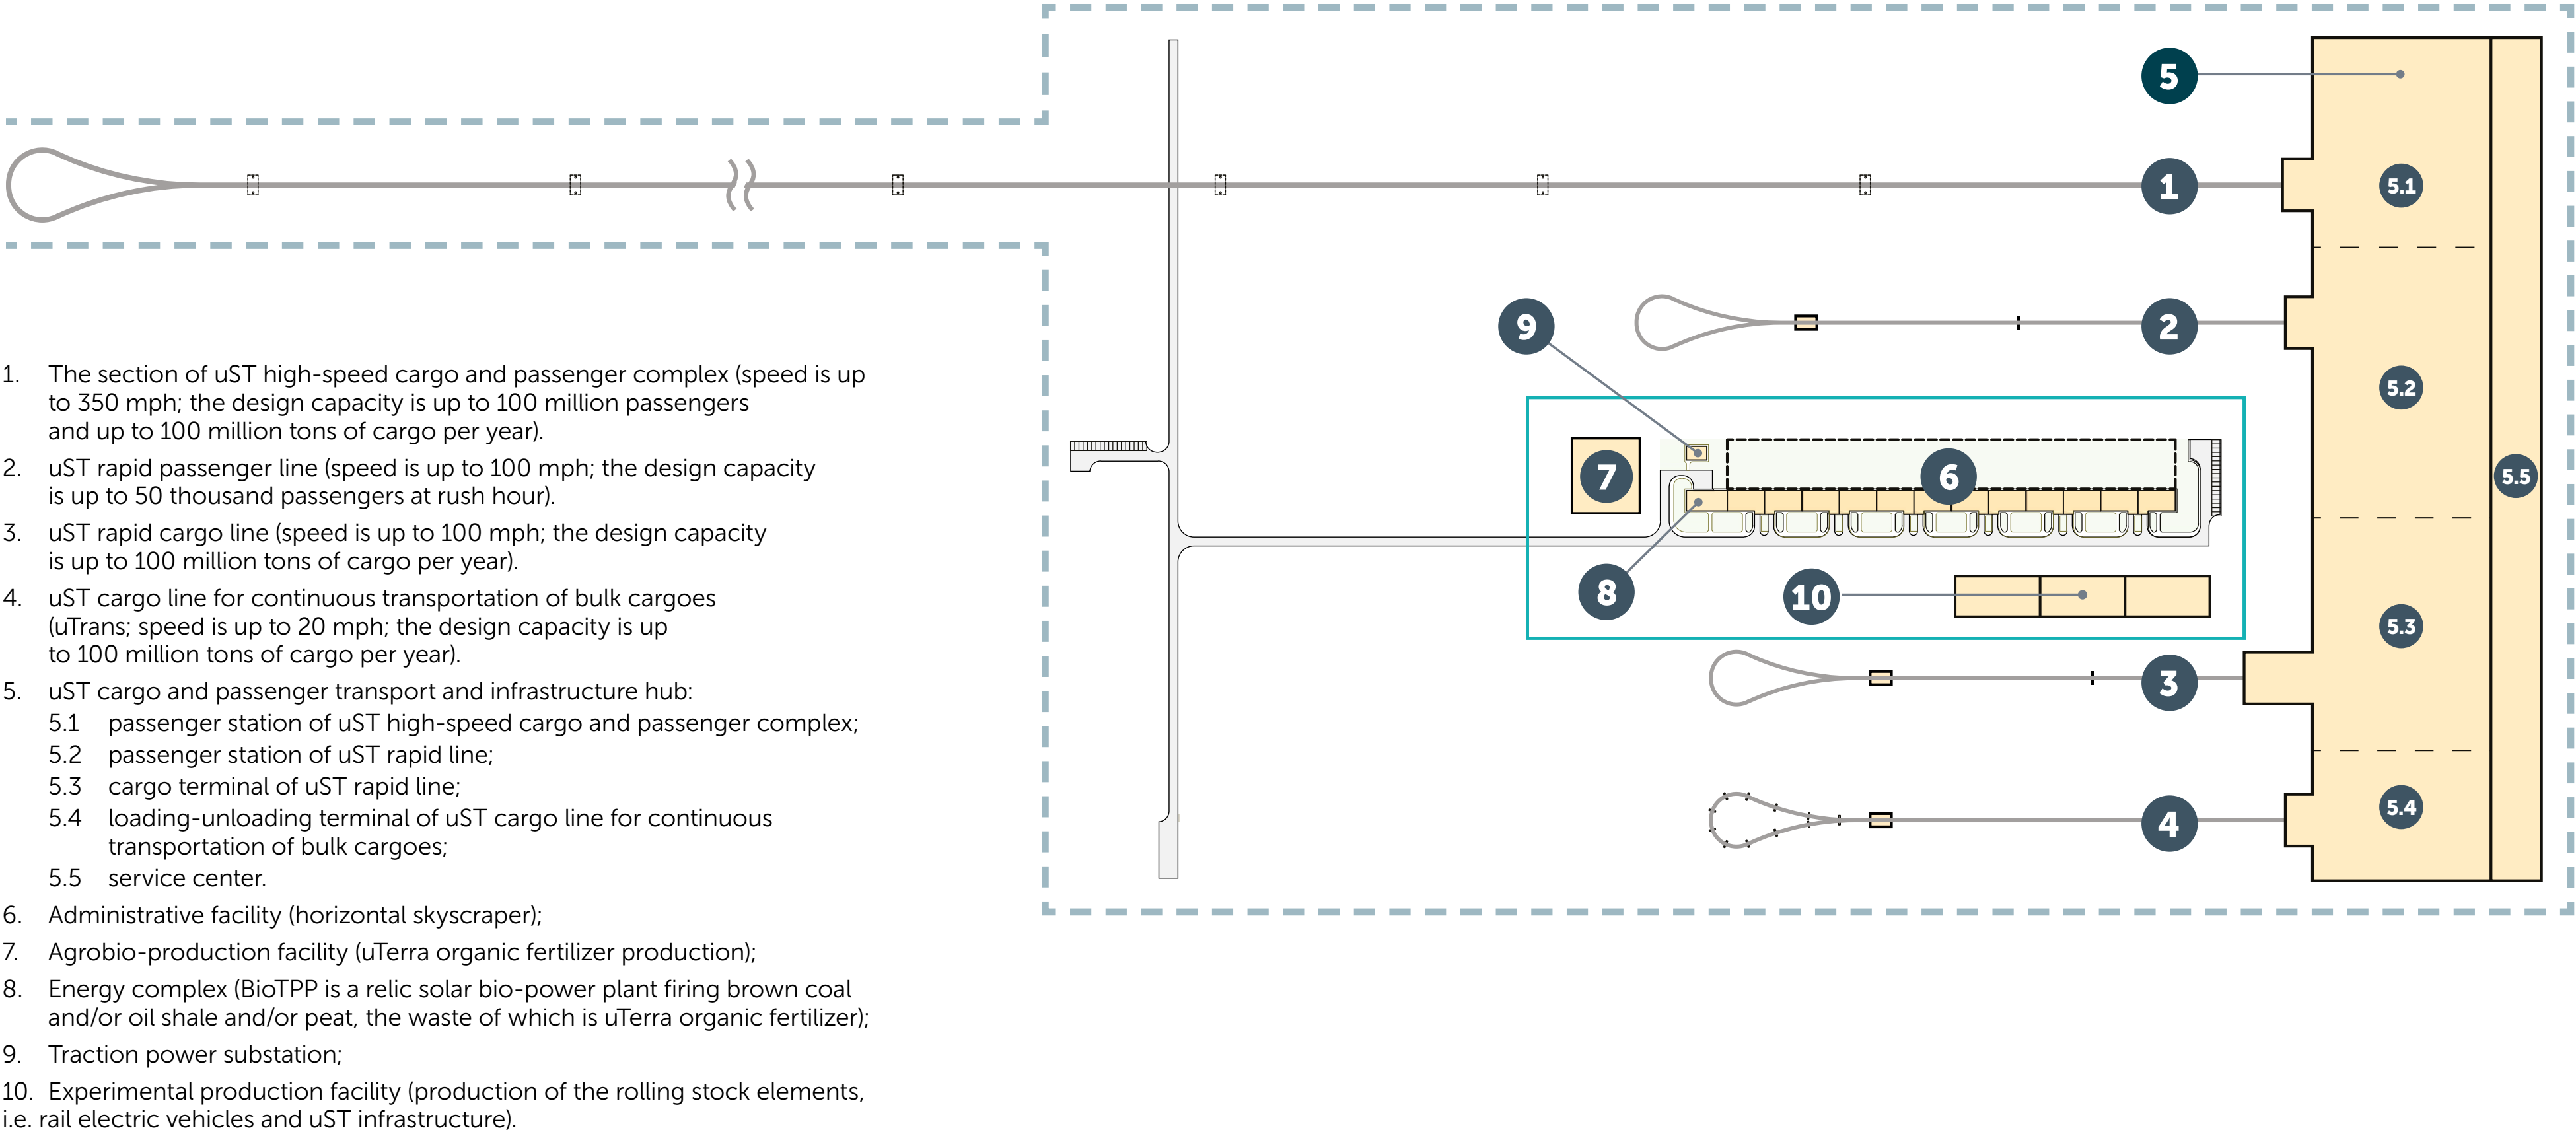 5
1
5.1
9
2
5.2
7
6
5.5
8
10
5.3
3
4
5.4
1. The section of uST high-speed cargo and passenger complex (speed is up
to 350 mph; the design capacity is up to 100 million passengers
and up to 100 million tons of cargo per year).
2. uST rapid passenger line (speed is up to 100 mph; the design capacity
is up to 50 thousand passengers at rush hour).
3. uST rapid cargo line (speed is up to 100 mph; the design capacity
is up to 100 million tons of cargo per year).
4. uST cargo line for continuous transportation of bulk cargoes
(uTrans; speed is up to 20 mph; the design capacity is up
to 100 million tons of cargo per year).
5. uST cargo and passenger transport and infrastructure hub:
5.1 passenger station of uST high-speed cargo and passenger complex;
5.2 passenger station of uST rapid line;
5.3 cargo terminal of uST rapid line;
5.4 loading-unloading terminal of uST cargo line for continuous
transportation of bulk cargoes;
5.5 service center.
6. Administrative facility (horizontal skyscraper);
7. Agrobio-production facility (uTerra organic fertilizer production);
8. Energy complex (BioTPP is a relic solar bio-power plant firing brown coal
and/or oil shale and/or peat, the waste of which is uTerra organic fertilizer);
9. Traction power substation;
10. Experimental production facility (production of the rolling stock elements,
i.e. rail electric vehicles and uST infrastructure).